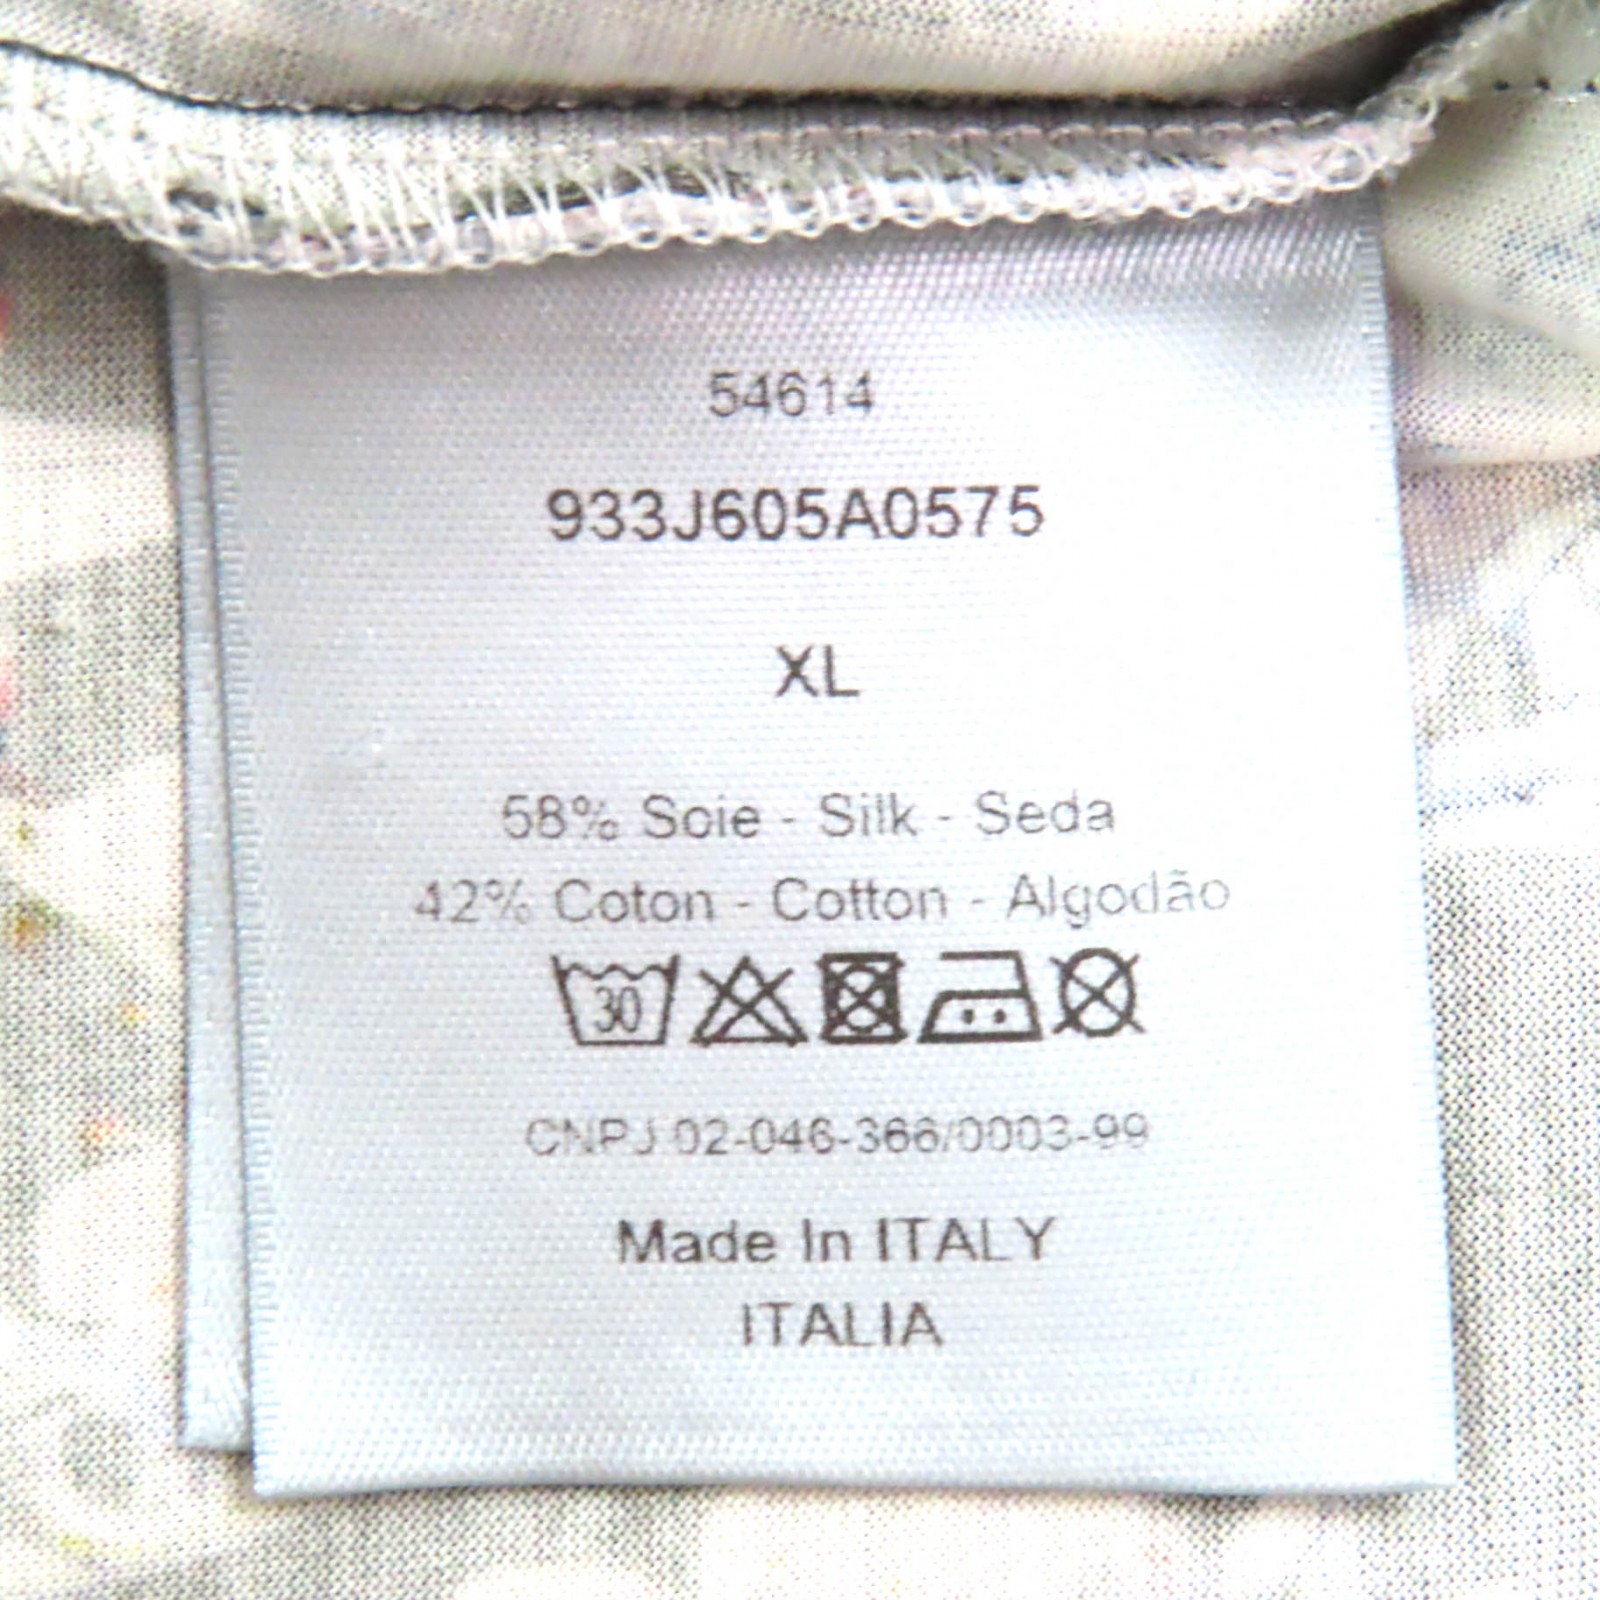 54614
933J605A0575
XL
58% Soie - Silk - Seda
42% Coton - Cotton - Algodão
30
CNPJ 02-046-366/0003-99
Made In ITALY
ITALIA